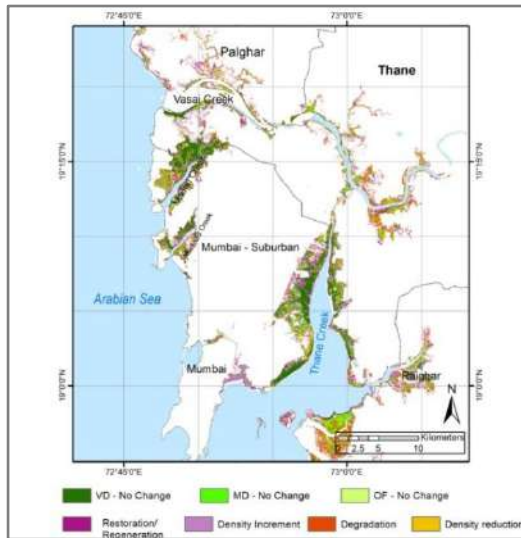 72°45'0"E
73°0'0"E
Palghar
Thane
Vasai Creek
19°15'0"N
19°15'0"N
Mumbai - Suburban
Arabian Sea
Thane Creek
Mumbai
Raighar
19°0'0"N
19°0'0"N
N
Kilometers
0 2.5 5 10
72°45'0"E
73°0'0"E
VD - No Change
MD - No Change
OF - No Change
Restoration/
Regeneration
Density Increment
Degradation
Density reduction